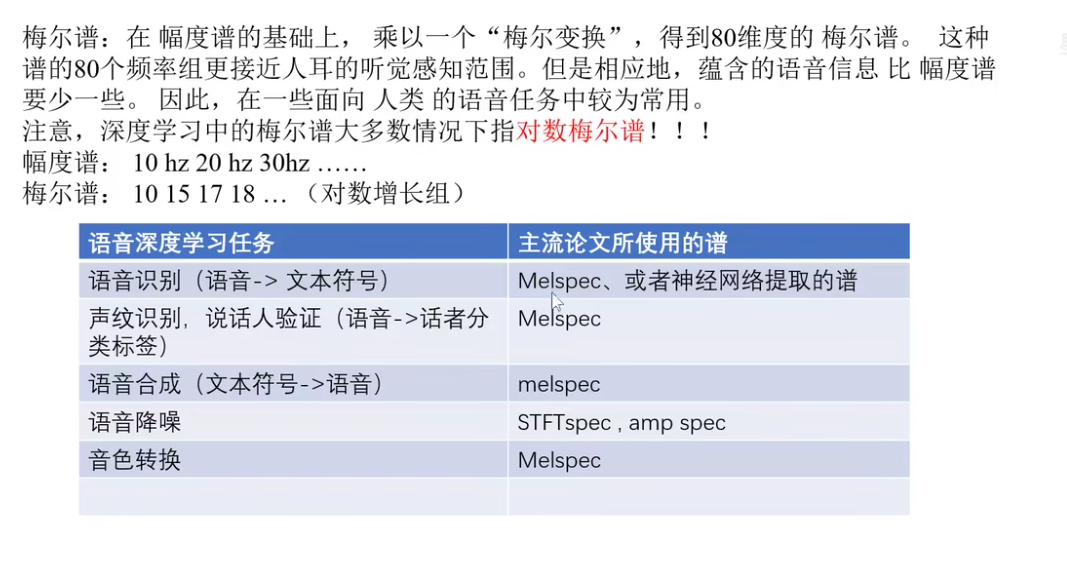 梅尔谱：在 幅度谱的基础上， 乘以一个“梅尔变换”，得到80维度的 梅尔谱。 这种
谱的80个频率组更接近人耳的听觉感知范围。但是相应地，蕴含的语音信息 比 幅度谱
要少一些。 因此，在一些面向 人类 的语音任务中较为常用。
注意，深度学习中的梅尔谱大多数情况下指对数梅尔谱！！！
幅度谱： 10 hz 20 hz 30hz ……
梅尔谱： 10 15 17 18 … （对数增长组）
语音深度学习任务 主流论文所使用的谱
语音识别（语音-> 文本符号） Melspec、或者神经网络提取的谱
声纹识别，说话人验证（语音->话者分 Melspec
类标签）
语音合成（文本符号->语音） melspec
语音降噪 STFTspec , amp spec
音色转换 Melspec